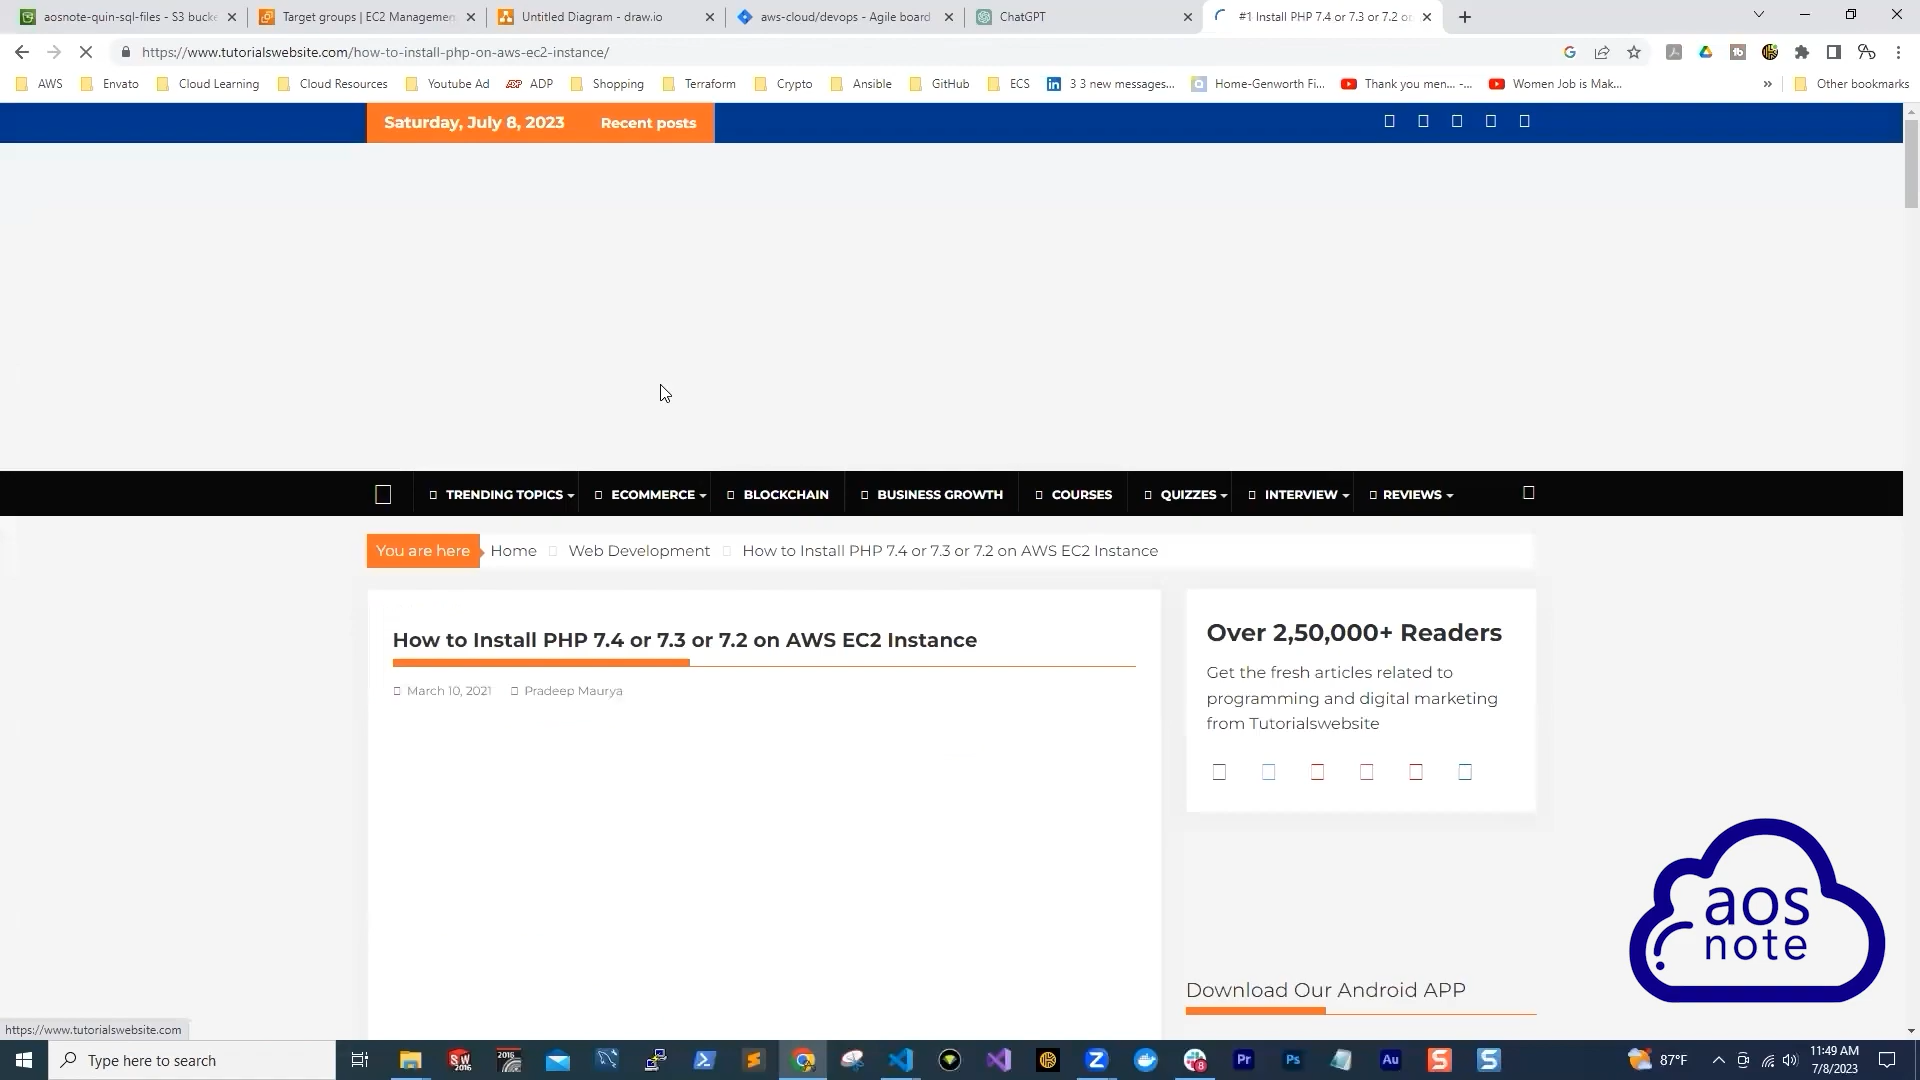 aosnote-quin-sql-files - S3 bucke
Target groups | EC2 Managemen
Untitled Diagram - draw.io
aws-cloud/devops - Agile board
ChatGPT
#1 Install PHP 7.4 or 7.3 or 7.2 or
https://www.tutorialswebsite.com/how-to-install-php-on-aws-ec2-instance/
AWS
Envato
Cloud Learning
Cloud Resources
Youtube Ad
ADP
Shopping
Terraform
Crypto
Ansible
GitHub
ECS
3 3 new messages...
Home-Genworth Fi...
Thank you men... -...
Women Job is Mak...
»
Other bookmarks
Saturday, July 8, 2023
Recent posts
TRENDING TOPICS
ECOMMERCE
BLOCKCHAIN
BUSINESS GROWTH
COURSES
QUIZZES
INTERVIEW
REVIEWS
You are here
Home
Web Development
How to Install PHP 7.4 or 7.3 or 7.2 on AWS EC2 Instance
How to Install PHP 7.4 or 7.3 or 7.2 on AWS EC2 Instance
March 10, 2021
Pradeep Maurya
Over 2,50,000+ Readers
Get the fresh articles related to
programming and digital marketing
from Tutorialswebsite
Download Our Android APP
aos
note
https://www.tutorialswebsite.com
Type here to search
87°F
11:49 AM
7/8/2023